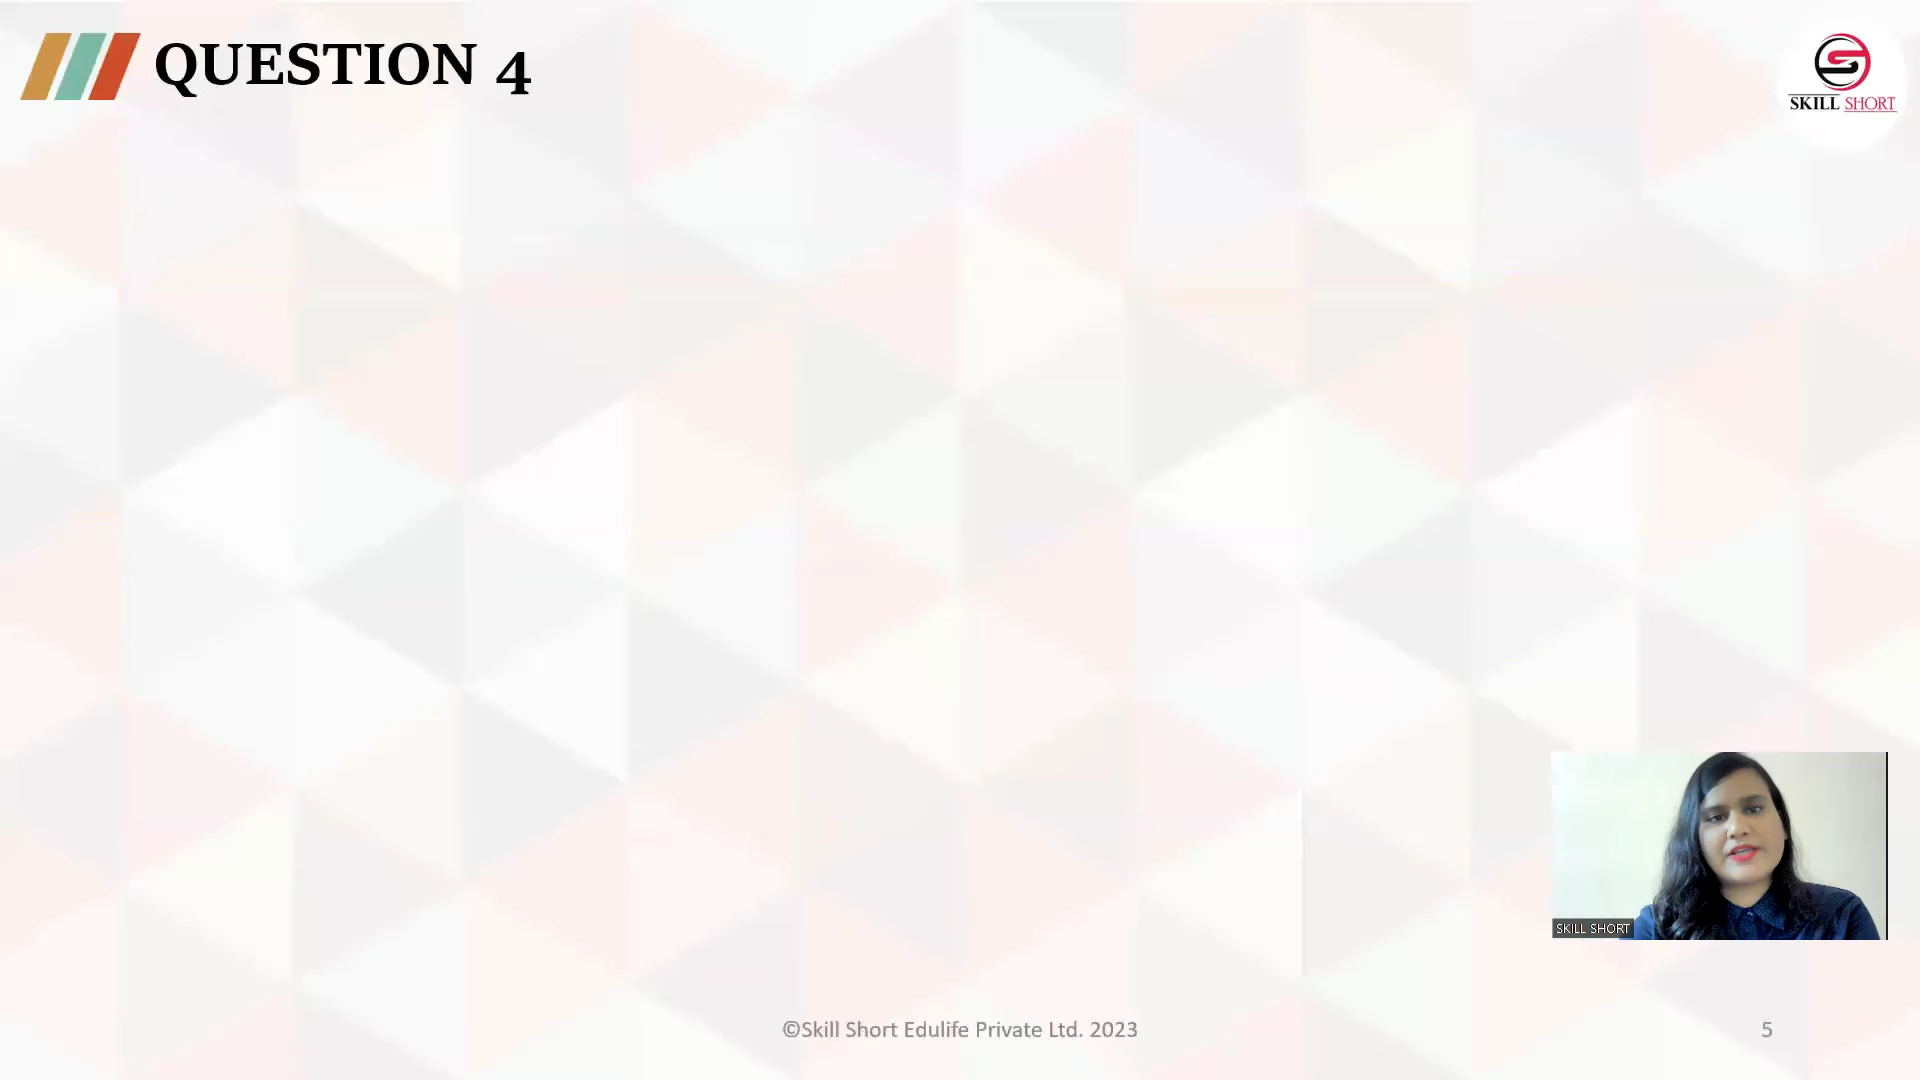 QUESTION 4
SKILL SHORT
SKILL SHORT
©Skill Short Edulife Private Ltd. 2023
5